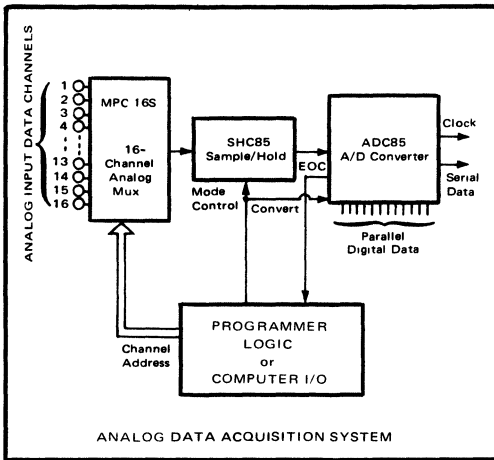 ANALOG INPUT DATA CHANNELS
1
2
3
4
13
14
15
16
MPC 16S
16-
Channel
Analog
Mux
SHC85
Sample/Hold
Mode
Control
Convert
EOC
ADC85
A/D Converter
Clock
Serial
Data
Parallel
Digital Data
Channel
Address
PROGRAMMER
LOGIC
or
COMPUTER I/O
ANALOG DATA ACQUISITION SYSTEM